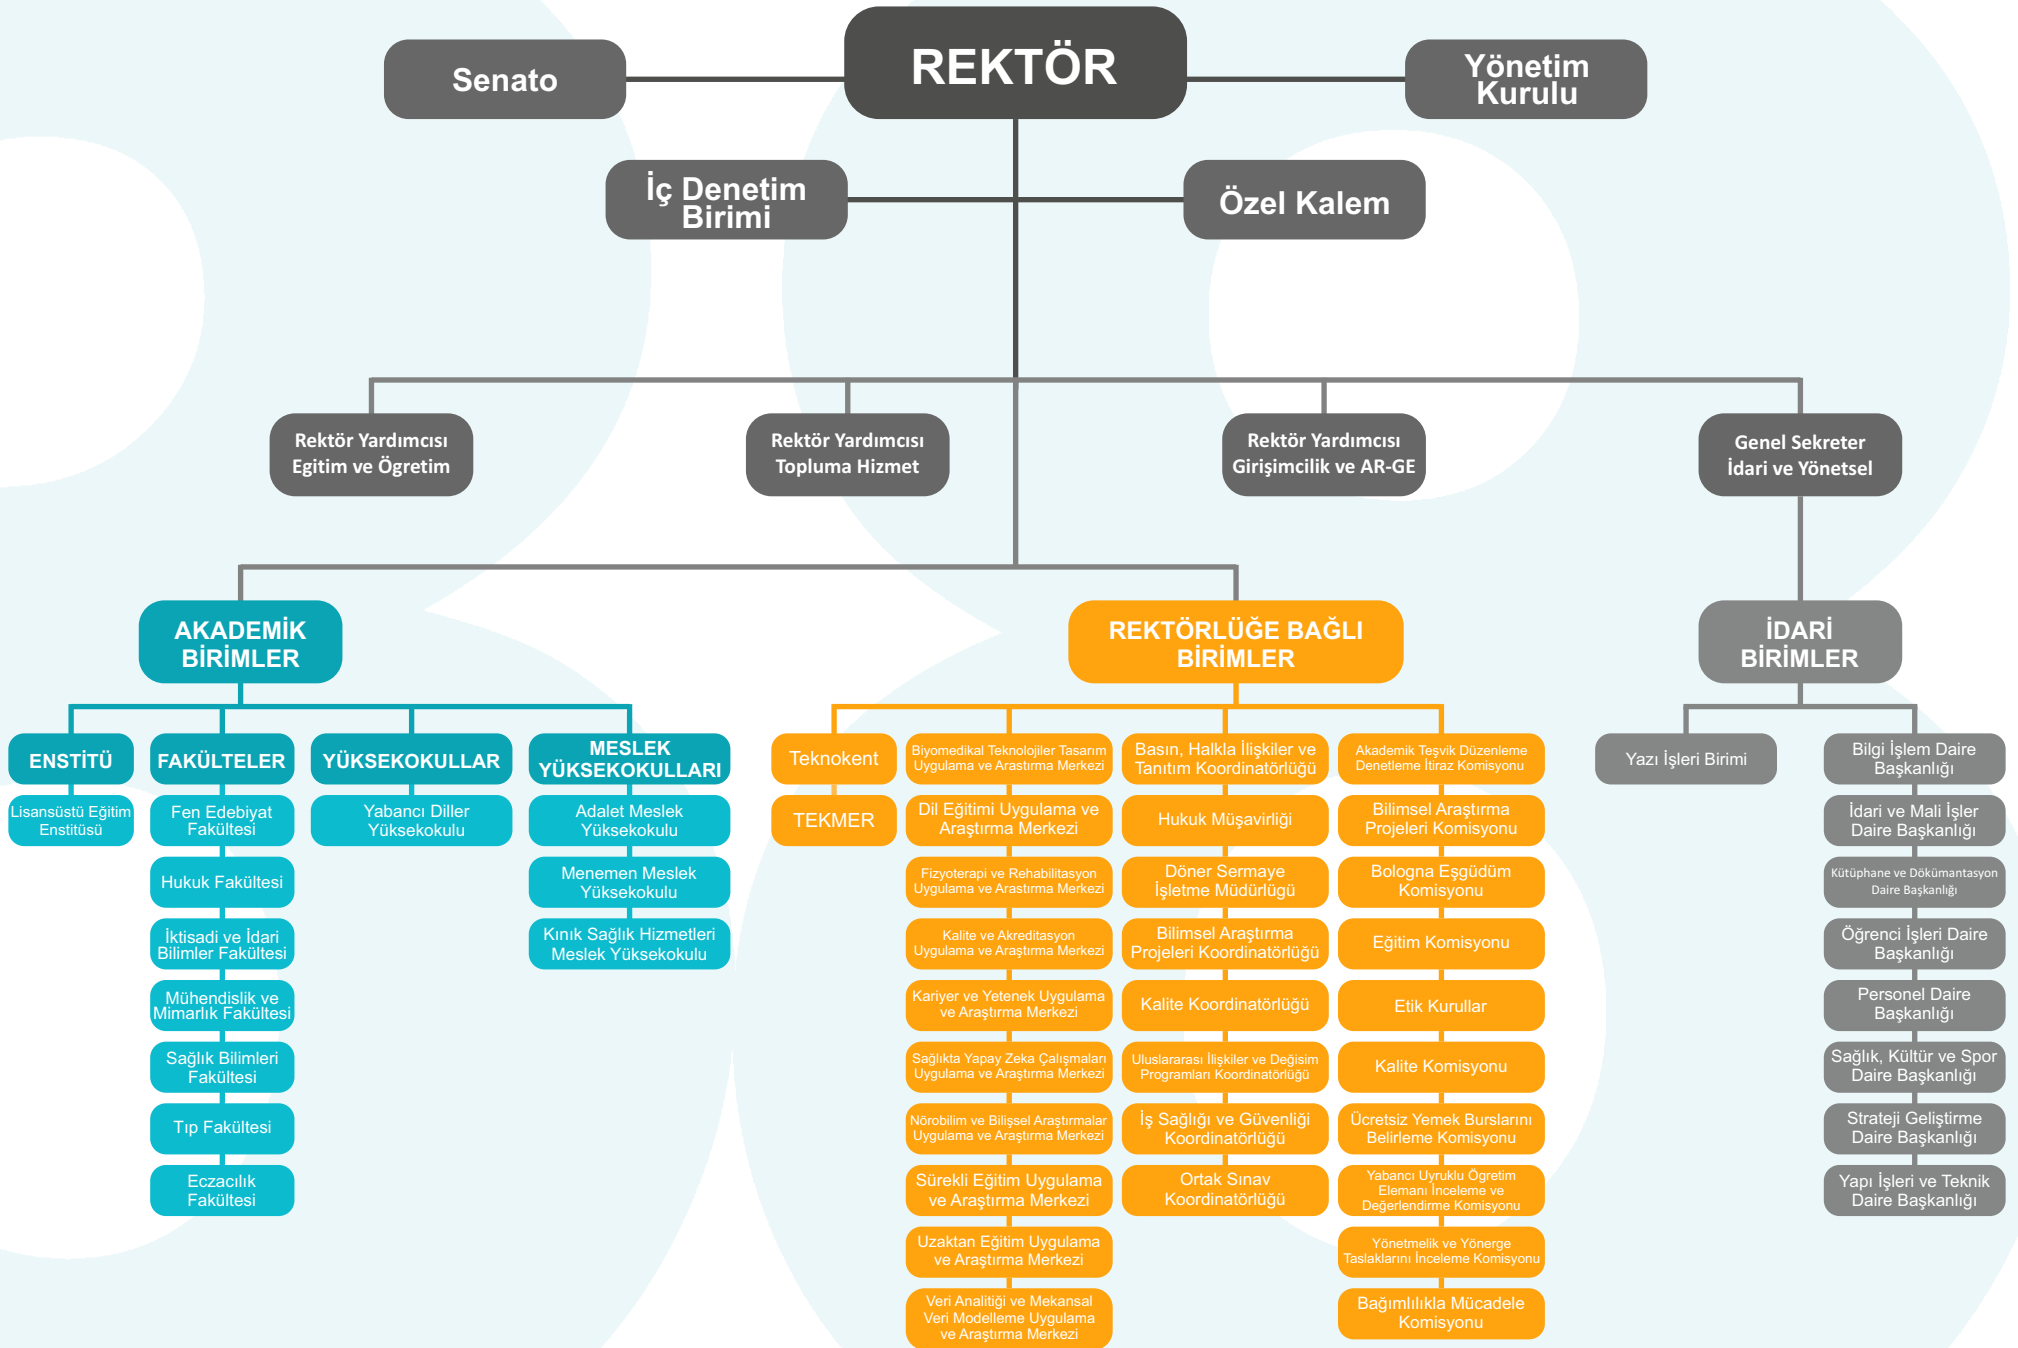 REKTÖR
Senato
Yönetim
Kurulu
İç Denetim
Birimi
Özel Kalem
Rektör Yardımcısı
Egitim ve Ögretim
Rektör Yardımcısı
Topluma Hizmet
Rektör Yardımcısı
Girişimcilik ve AR-GE
Genel Sekreter
İdari ve Yönetsel
AKADEMİK
BİRİMLER
REKTÖRLÜĞE BAĞLI
BİRİMLER
İDARİ
BİRİMLER
ENSTİTÜ
Lisansüstü Eğitim
Enstitüsü
FAKÜLTELER
Fen Edebiyat
Fakültesi
Hukuk Fakültesi
İktisadi ve İdari
Bilimler Fakültesi
Mühendislik ve
Mimarlık Fakültesi
Sağlık Bilimleri
Fakültesi
Tıp Fakültesi
Eczacılık
Fakültesi
YÜKSEKOKULLAR
Yabancı Diller
Yüksekokulu
MESLEK
YÜKSEKOKULLARI
Adalet Meslek
Yüksekokulu
Menemen Meslek
Yüksekokulu
Kınık Sağlık Hizmetleri
Meslek Yüksekokulu
Teknokent
TEKMER
Biyomedikal Teknolojiler Tasarım
Uygulama ve Arastırma Merkezi
Dil Eğitimi Uygulama ve
Araştırma Merkezi
Fizyoterapi ve Rehabilitasyon
Uygulama ve Arastırma Merkezi
Kalite ve Akreditasyon
Uygulama ve Araştırma Merkezi
Kariyer ve Yetenek Uygulama
ve Araştırma Merkezi
Sağlıkta Yapay Zeka Çalışmaları
Uygulama ve Araştırma Merkezi
Nörobilim ve Bilişsel Araştırmalar
Uygulama ve Araştırma Merkezi
Sürekli Eğitim Uygulama
ve Araştırma Merkezi
Uzaktan Eğitim Uygulama
ve Araştırma Merkezi
Veri Analitiği ve Mekansal
Veri Modelleme Uygulama
ve Araştırma Merkezi
Basın, Halkla İlişkiler ve
Tanıtım Koordinatörlüğü
Hukuk Müşavirliği
Döner Sermaye
İşletme Müdürlügü
Bilimsel Araştırma
Projeleri Koordinatörlüğü
Kalite Koordinatörlüğü
Uluslararası İlişkiler ve Değisim
Programları Koordinatörlüğü
İş Sağlığı ve Güvenliği
Koordinatörlüğü
Ortak Sınav
Koordinatörlüğü
Akademik Teşvik Düzenleme
Denetleme İtiraz Komisyonu
Bilimsel Araştırma
Projeleri Komisyonu
Bologna Eşgüdüm
Komisyonu
Eğitim Komisyonu
Etik Kurullar
Kalite Komisyonu
Ücretsiz Yemek Burslarını
Belirleme Komisyonu
Yabancı Uyruklu Ögretim
Elemanı İnceleme ve
Değerlendirme Komisyonu
Yönetmelik ve Yönerge
Taslaklarını İnceleme Komisyonu
Bağımlılıkla Mücadele
Komisyonu
Yazı İşleri Birimi
Bilgi İşlem Daire
Başkanlığı
İdari ve Mali İşler
Daire Başkanlığı
Kütüphane ve Dökümantasyon
Daire Başkanlığı
Öğrenci İşleri Daire
Başkanlığı
Personel Daire
Başkanlığı
Sağlık, Kültür ve Spor
Daire Başkanlığı
Strateji Geliştirme
Daire Başkanlığı
Yapı İşleri ve Teknik
Daire Başkanlığı